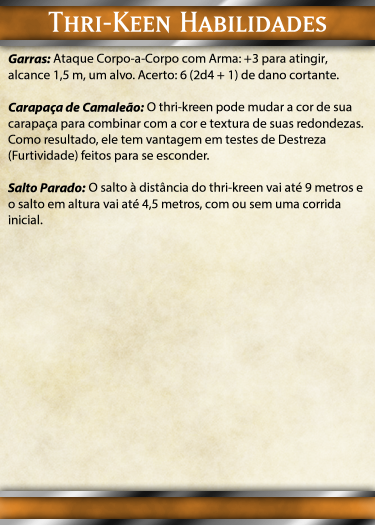 Thri-Keen Habilidades
Garras: Ataque Corpo-a-Corpo com Arma: +3 para atingir,
alcance 1,5 m, um alvo. Acerto: 6 (2d4 + 1) de dano cortante.
Carapaça de Camaleão: O thri-kreen pode mudar a cor de sua
carapaça para combinar com a cor e textura de suas redondezas.
Como resultado, ele tem vantagem em testes de Destreza
(Furtividade) feitos para se esconder.
Salto Parado: O salto à distância do thri-kreen vai até 9 metros e
o salto em altura vai até 4,5 metros, com ou sem uma corrida
inicial.